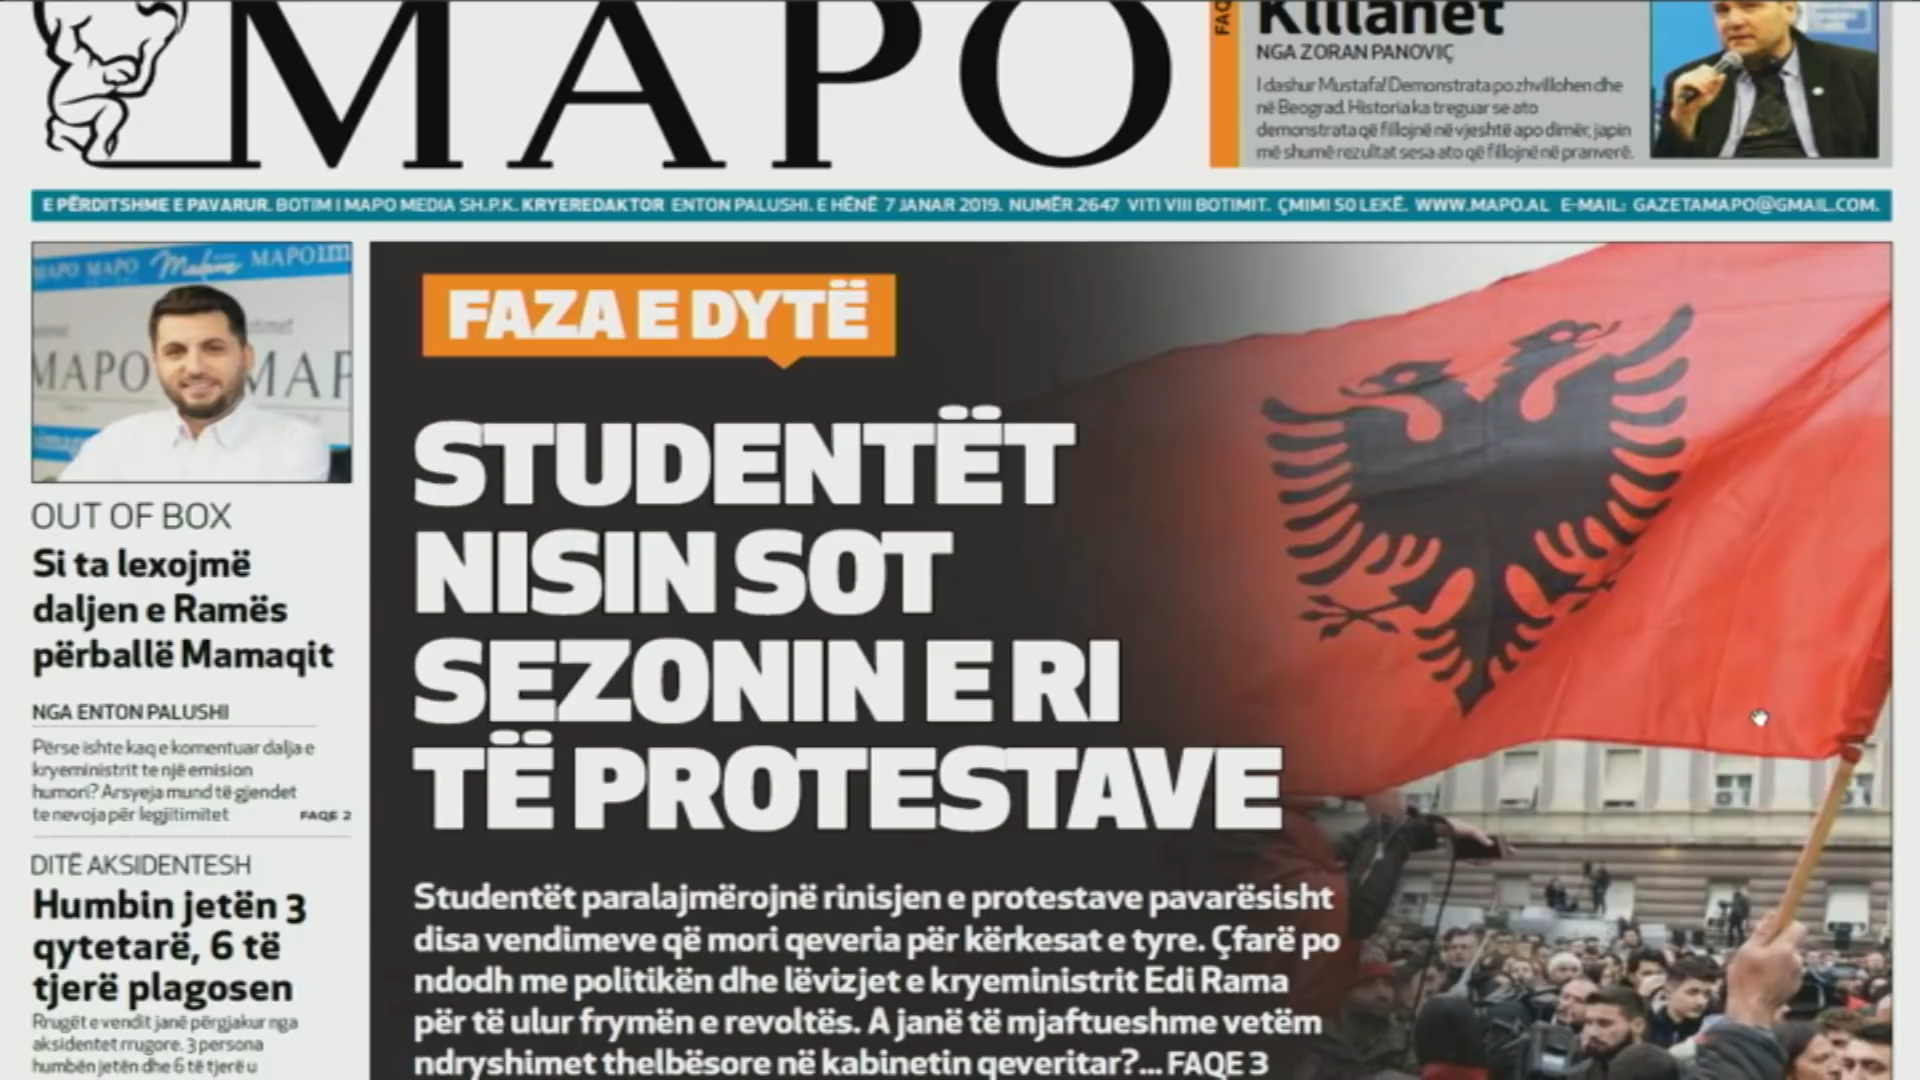 MAPO
FAQ
Killanet
NGA ZORAN PANOVIÇ
I dashur Mustafa! Demonstrata po zhvillohen dhe
në Beograd. Historia ka treguar se ato
demonstrata që fillojnë në vjeshtë apo dimër, japin
më shumë rezultat sesa ato që fillojnë në pranverë.
E PËRDITSHME E PAVARUR. BOTIM I MAPO MEDIA SH.P.K. KRYEREDAKTOR ENTON PALUSHI. E HËNË 7 JANAR 2019. NUMËR 2647 VITI VIII BOTIMIT. ÇMIMI 50 LEKË. WWW.MAPO.AL E-MAIL: GAZETAMAPO@GMAIL.COM.
MAPO MAPO Madame MAPO
MAPO MAP
OUT OF BOX
Si ta lexojmë
daljen e Ramës
përballë Mamaqit
NGA ENTON PALUSHI
Përse ishte kaq e komentuar dalja e
kryeministrit te një emision
humori? Arsyeja mund të gjendet
te nevoja për legjitimitet FAQE 2
DITË AKSIDENTESH
Humbin jetën 3
qytetarë, 6 të
tjerë plagosen
Rrugët e vendit janë përgjakur nga
aksidentet rrugore. 3 persona
humbën jetën dhe 6 të tjerë u
FAZA E DYTË
STUDENTËT
NISIN SOT
SEZONIN E RI
TË PROTESTAVE
Studentët paralajmërojnë rinisjen e protestave pavarësisht
disa vendimeve që mori qeveria për kërkesat e tyre. Çfarë po
ndodh me politikën dhe lëvizjet e kryeministrit Edi Rama
për të ulur frymën e revoltës. A janë të mjaftueshme vetëm
ndryshimet thelbësore në kabinetin qeveritar?... FAQE 3